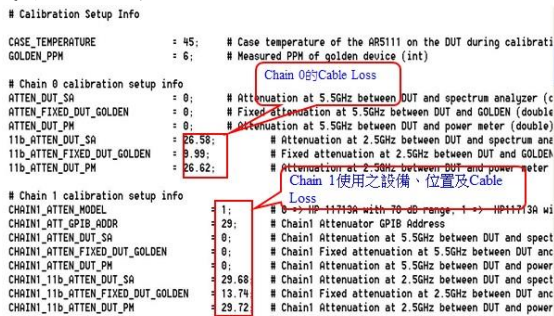 # Calibration Setup Info
CASE_TEMPERATURE = 45; # Case temperature of the AR5111 on the DUT during calibrati
GOLDEN_PPM = 6; # Measured PPM of golden device (int)
Chain 0的Cable Loss
# Chain 0 calibration setup info
ATTEN_DUT_SA = 0; # Attenuation at 5.5GHz between DUT and spectrum analyzer (
ATTEN_FIXED_DUT_GOLDEN = 0; # Fixed attenuation at 5.5GHz between DUT and GOLDEN (double
ATTEN_DUT_PM = 0; # Attenuation at 5.5GHz between DUT and power meter (double)
11b_ATTEN_DUT_SA = 26.58; # Attenuation at 2.5GHz between DUT and spectrum ana
11b_ATTEN_FIXED_DUT_GOLDEN = 9.99; # Fixed attenuation at 2.5GHz between DUT and GOLDEN
11b_ATTEN_DUT_PM = 26.62; # Attenuation at 2.5GHz between DUT and power meter
Chain 1使用之設備、位置及Cable
Loss
# Chain 1 calibration setup info
CHAIN1_ATTEN_MODEL = 1; # 0 => HP 11713A with 70 dB range, 1 => HP11713A wi
CHAIN1_ATT_GPIB_ADDR = 29; # Chain1 Attenuator GPIB Address
CHAIN1_ATTEN_DUT_SA = 0; # Chain1 Attenuation at 5.5GHz between DUT and spect
CHAIN1_ATTEN_FIXED_DUT_GOLDEN = 0; # Chain1 Fixed attenuation at 5.5GHz between DUT and
CHAIN1_ATTEN_DUT_PM = 0; # Chain1 Attenuation at 5.5GHz between DUT and power
CHAIN1_11b_ATTEN_DUT_SA = 29.68 # Chain1 Attenuation at 2.5GHz between DUT and spect
CHAIN1_11b_ATTEN_FIXED_DUT_GOLDEN = 13.74 # Chain1 Fixed attenuation at 2.5GHz between DUT and
CHAIN1_11b_ATTEN_DUT_PM = 29.72 # Chain1 Attenuation at 2.5GHz between DUT and power